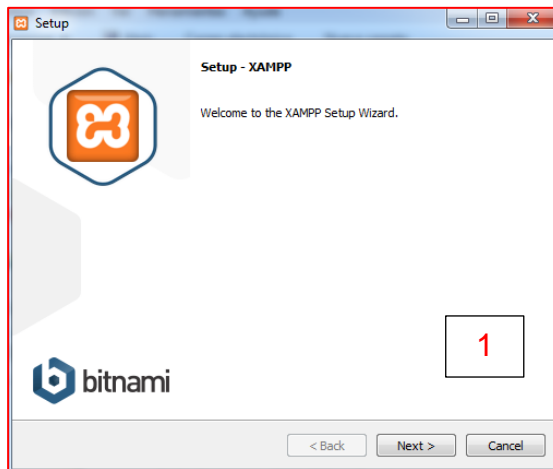 Setup
Setup - XAMPP
Welcome to the XAMPP Setup Wizard.
1
bitnami
< Back
Next >
Cancel